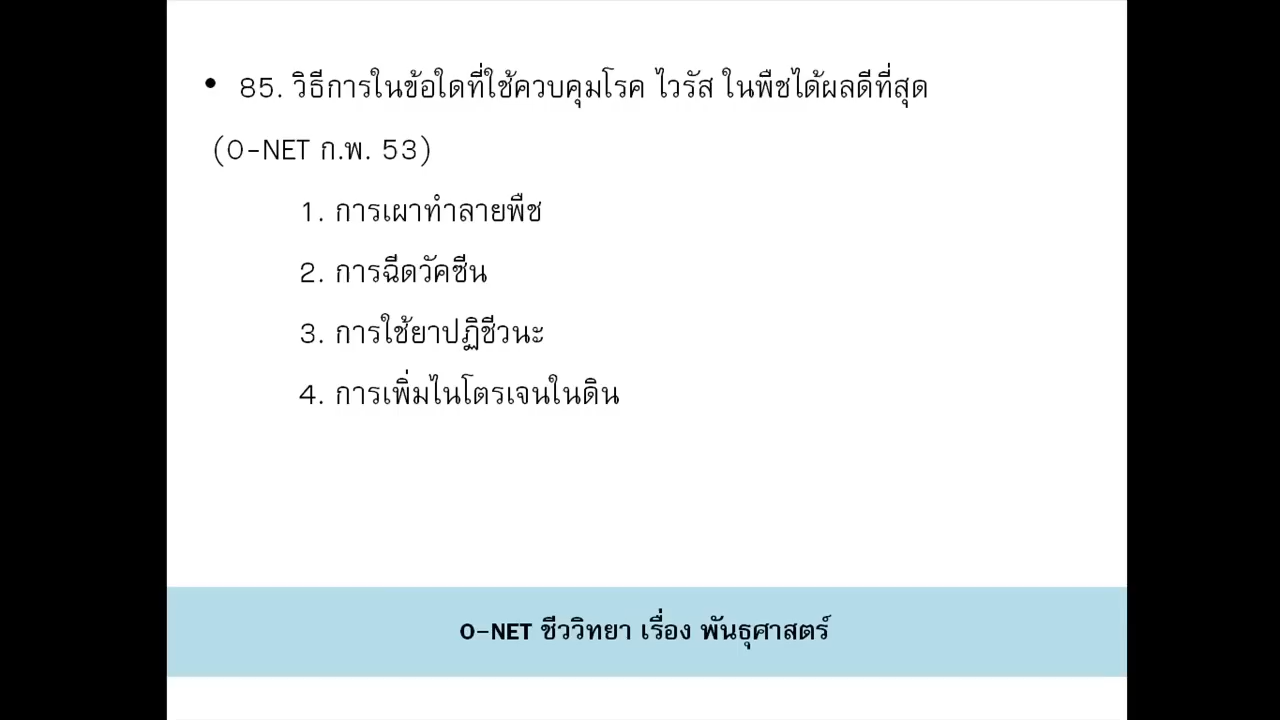 • 85. วิธีการในข้อใดที่ใช้ควบคุมโรค ไวรัส ในพืชได้ผลดีที่สุด
(O-NET ก.พ. 53)
1. การเผาทำลายพืช
2. การฉีดวัคซีน
3. การใช้ยาปฏิชีวนะ
4. การเพิ่มไนโตรเจนในดิน
O-NET ชีววิทยา เรื่อง พันธุศาสตร์